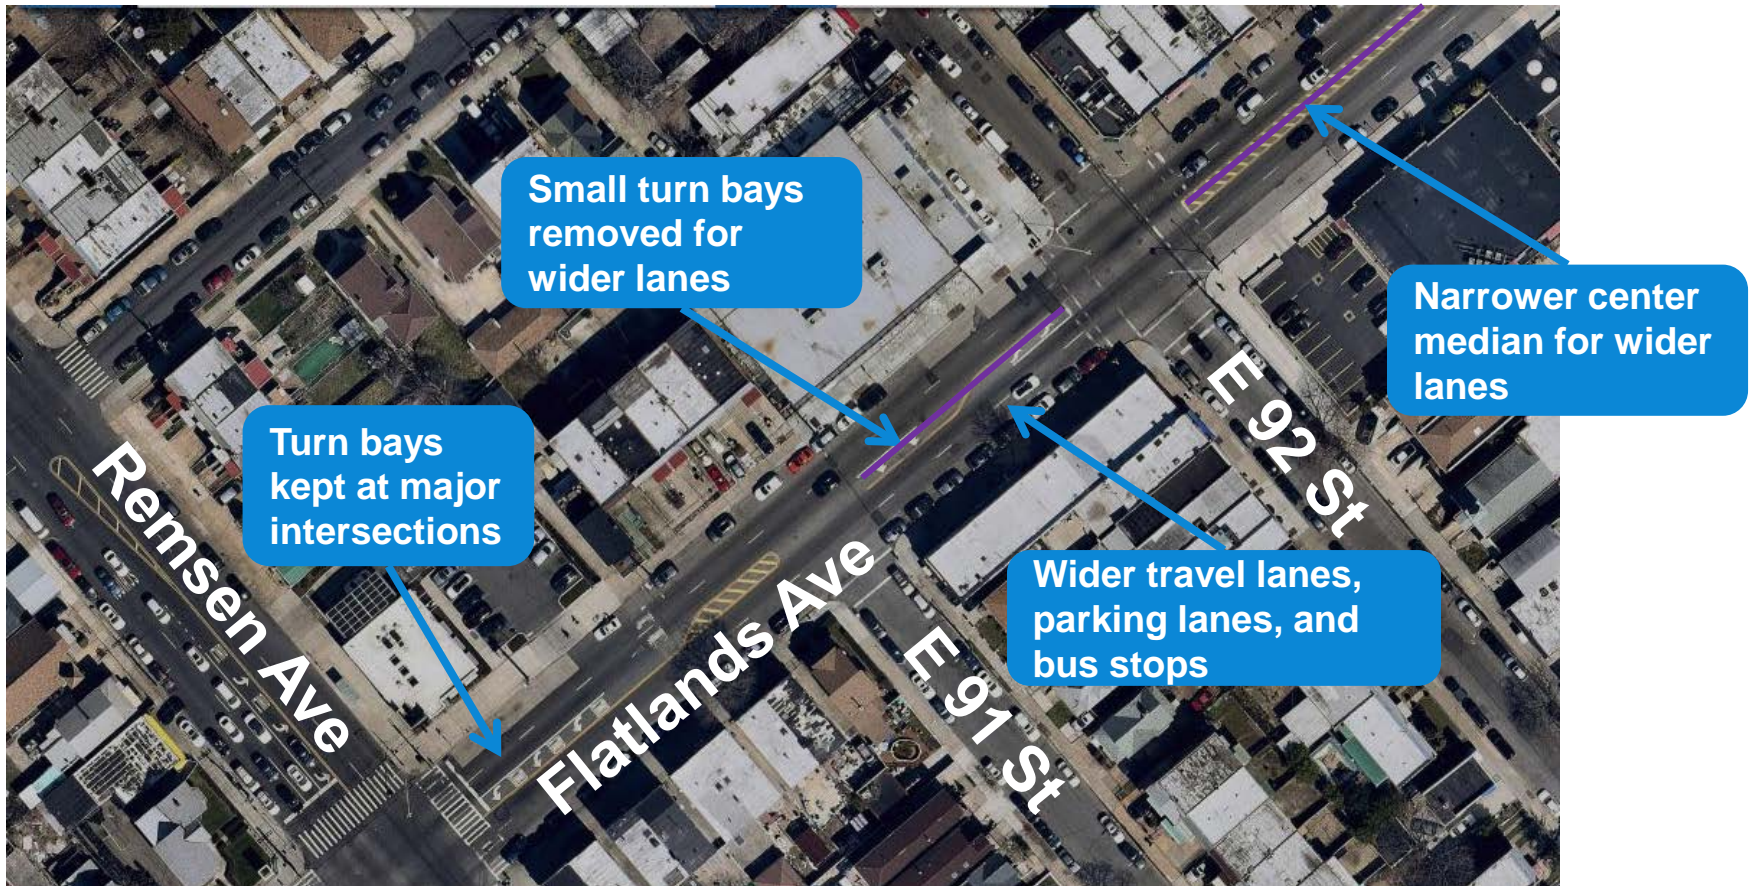 Small turn bays
removed for
wider lanes
Narrower center
median for wider
lanes
Turn bays
kept at major
intersections
Wider travel lanes,
parking lanes, and
bus stops
Remsen Ave
Flatlands Ave
E 91 St
E 92 St